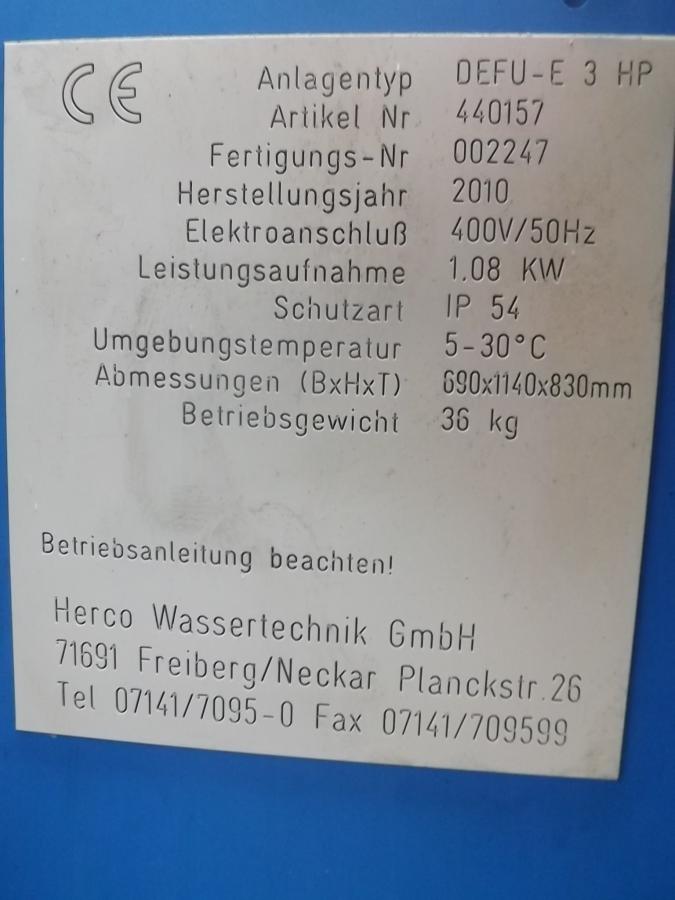 CE
Anlagentyp DEFU-E 3 HP
Artikel Nr 440157
Fertigungs-Nr 002247
Herstellungsjahr 2010
Elektroanschluß 400V/50Hz
Leistungsaufnahme 1.08 KW
Schutzart IP 54
Umgebungstemperatur 5-30°C
Abmessungen (BxHxT) 690x1140x830mm
Betriebsgewicht 36 kg
Betriebsanleitung beachten!
Herco Wassertechnik GmbH
71691 Freiberg/Neckar Planckstr.26
Tel 07141/7095-0 Fax 07141/709599